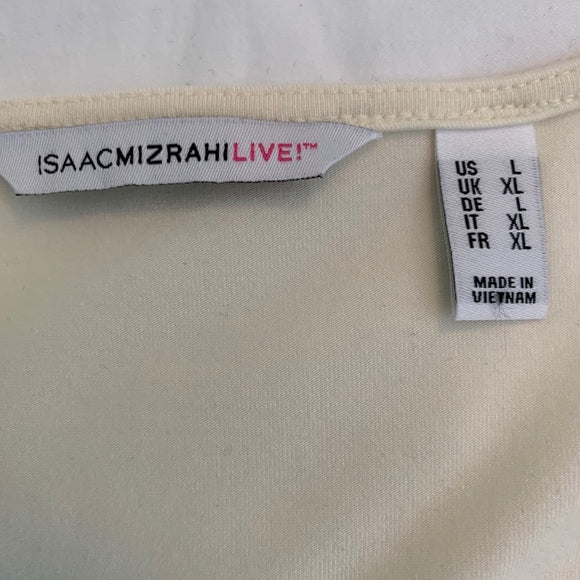 ISAACMIZRAHILIVE!™
US L
UK XL
DE L
IT XL
FR XL
MADE IN
VIETNAM